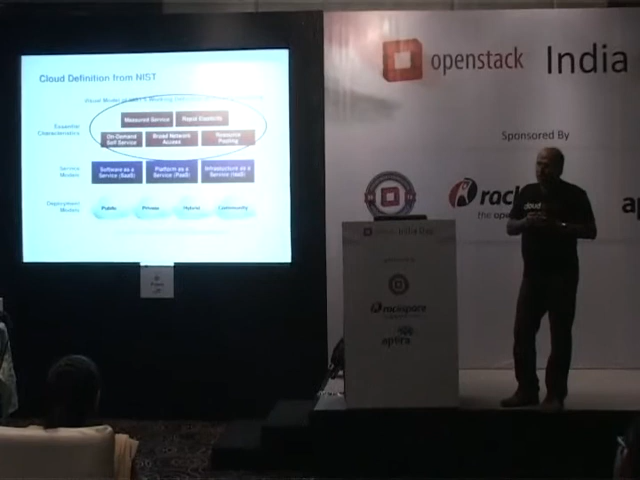 Cloud Definition from NIST
Essential
Characteristics
Measured Service
Rapid Elasticity
On-Demand
Self Service
Broad Network
Access
Resource
Pooling
Service
Models
Software as a
Service (SaaS)
Platform as a
Service (PaaS)
Infrastructure as a
Service (IaaS)
Deployment
Models
Public
Private
Hybrid
Community
openstack India
Sponsored By
rack
the open
ap
cloud
rackspace
aptira